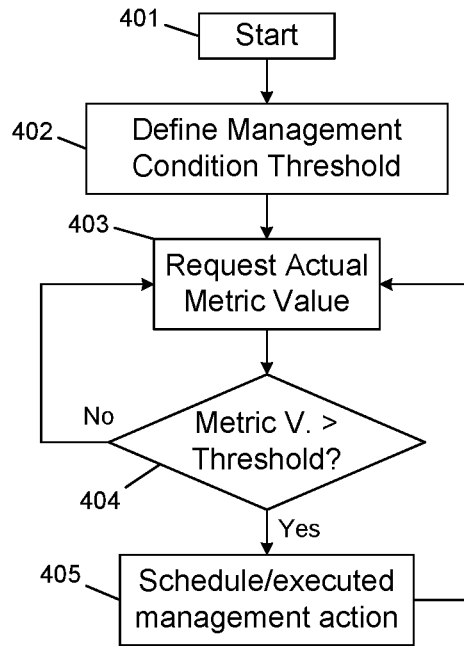 401
Start
402
Define Management
Condition Threshold
403
Request Actual
Metric Value
No
Metric V. >
Threshold?
404
Yes
405
Schedule/executed
management action